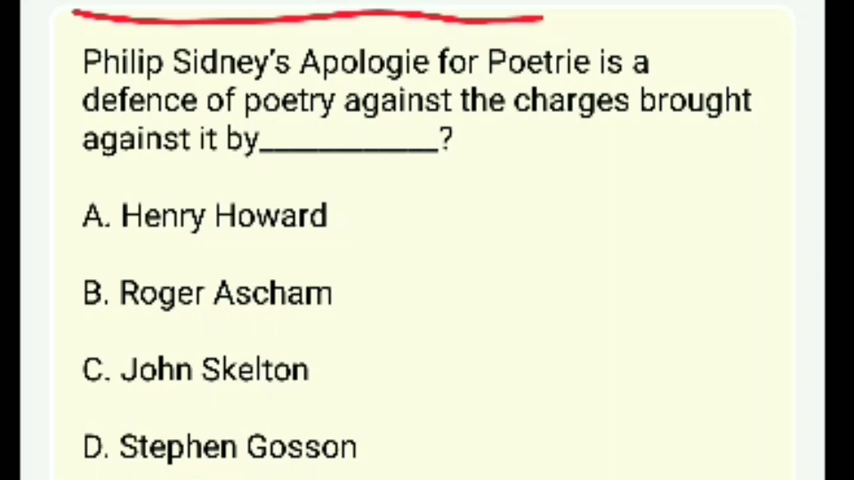 Philip Sidney's Apologie for Poetrie is a
defence of poetry against the charges brought
against it by____________?
A. Henry Howard
B. Roger Ascham
C. John Skelton
D. Stephen Gosson